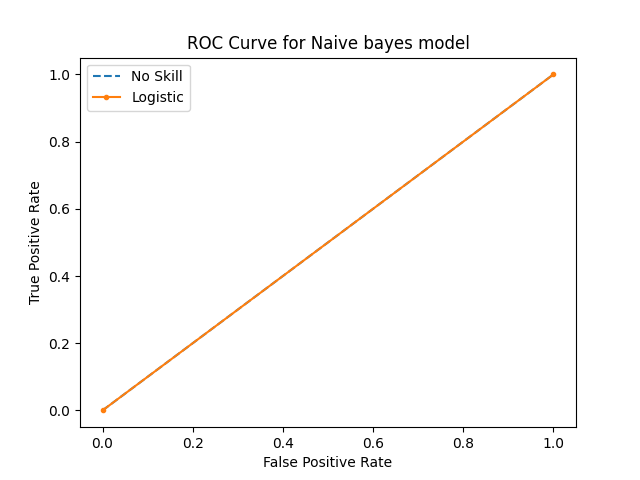 ROC Curve for Naive bayes model
No Skill
Logistic
True Positive Rate
1.0
0.8
0.6
0.4
0.2
0.0
0.0 0.2 0.4 0.6 0.8 1.0
False Positive Rate